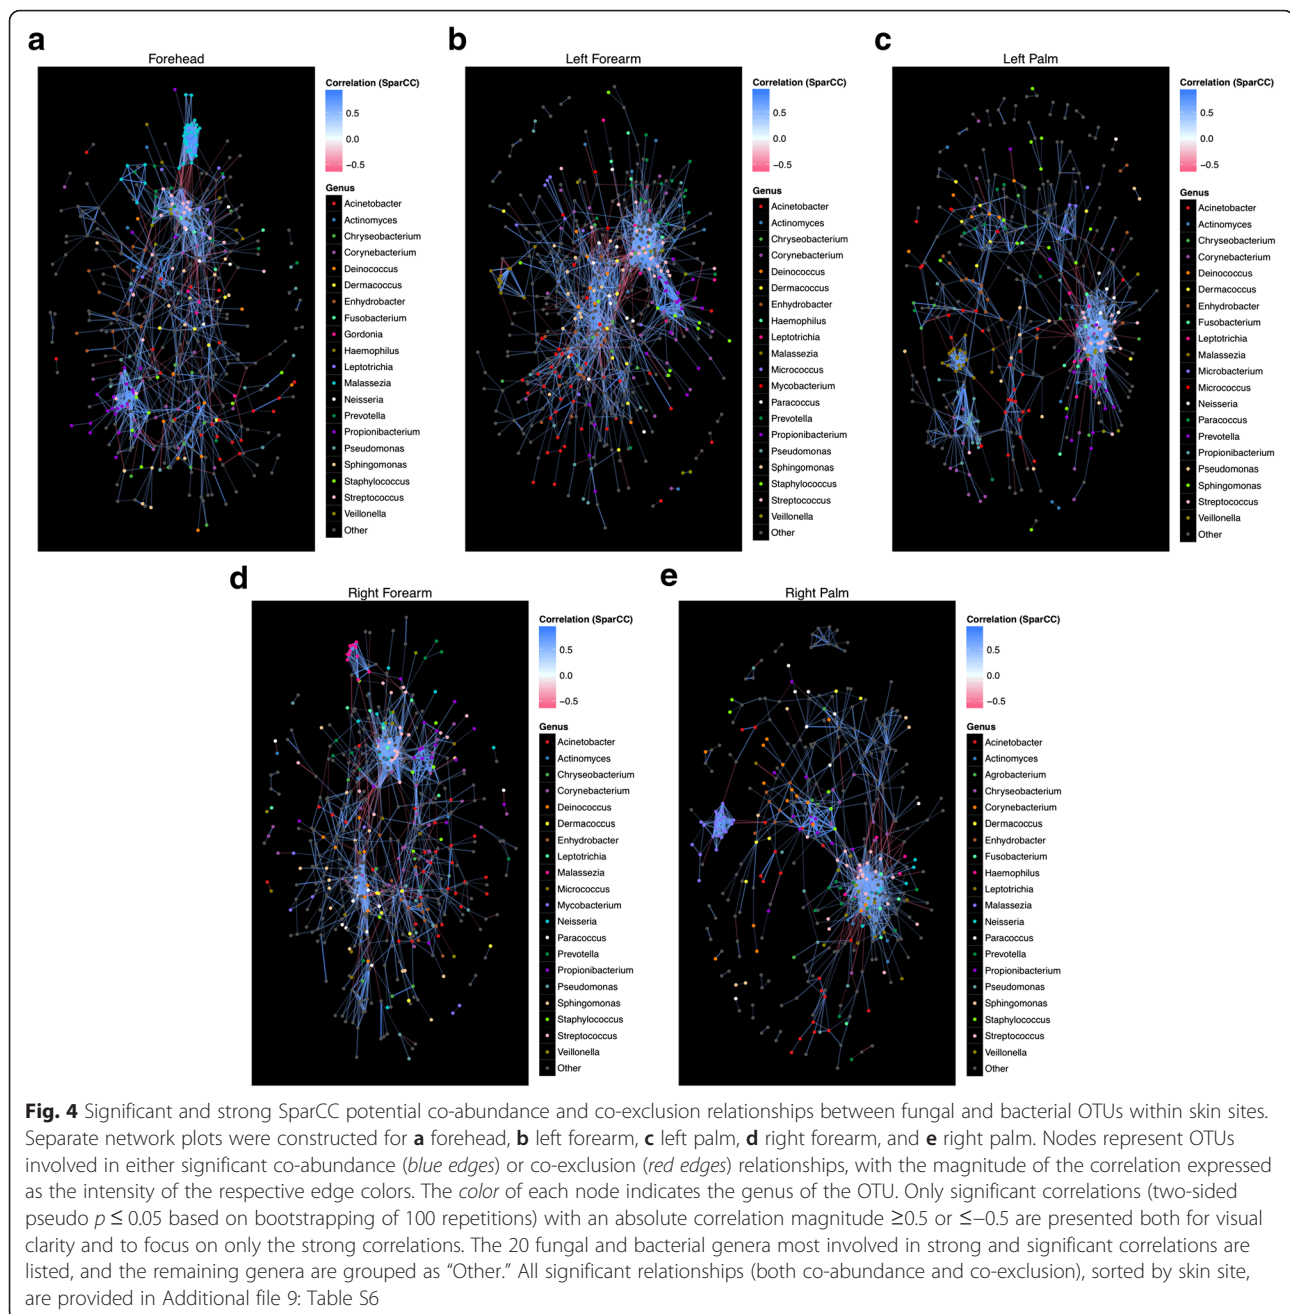 a
Forehead
Correlation (SparCC)
0.5
0.0
−0.5
Genus
Acinetobacter
Actinomyces
Chryseobacterium
Corynebacterium
Deinococcus
Dermacoccus
Enhydrobacter
Fusobacterium
Gordonia
Haemophilus
Leptotrichia
Malassezia
Neisseria
Prevotella
Propionibacterium
Pseudomonas
Sphingomonas
Staphylococcus
Streptococcus
Veillonella
Other
b
Left Forearm
Correlation (SparCC)
0.5
0.0
−0.5
Genus
Acinetobacter
Actinomyces
Chryseobacterium
Corynebacterium
Deinococcus
Dermacoccus
Enhydrobacter
Haemophilus
Leptotrichia
Malassezia
Micrococcus
Mycobacterium
Paracoccus
Prevotella
Propionibacterium
Pseudomonas
Sphingomonas
Staphylococcus
Streptococcus
Veillonella
Other
c
Left Palm
Correlation (SparCC)
0.5
0.0
−0.5
Genus
Acinetobacter
Actinomyces
Chryseobacterium
Corynebacterium
Deinococcus
Dermacoccus
Enhydrobacter
Fusobacterium
Leptotrichia
Malassezia
Microbacterium
Micrococcus
Neisseria
Paracoccus
Prevotella
Propionibacterium
Pseudomonas
Sphingomonas
Streptococcus
Veillonella
Other
d
Right Forearm
Correlation (SparCC)
0.5
0.0
−0.5
Genus
Acinetobacter
Actinomyces
Chryseobacterium
Corynebacterium
Deinococcus
Dermacoccus
Enhydrobacter
Leptotrichia
Malassezia
Micrococcus
Mycobacterium
Neisseria
Paracoccus
Prevotella
Propionibacterium
Pseudomonas
Sphingomonas
Staphylococcus
Streptococcus
Veillonella
Other
e
Right Palm
Correlation (SparCC)
0.5
0.0
−0.5
Genus
Acinetobacter
Actinomyces
Agrobacterium
Chryseobacterium
Corynebacterium
Dermacoccus
Enhydrobacter
Fusobacterium
Haemophilus
Leptotrichia
Malassezia
Neisseria
Paracoccus
Prevotella
Propionibacterium
Pseudomonas
Sphingomonas
Staphylococcus
Streptococcus
Veillonella
Other
Fig. 4 Significant and strong SparCC potential co-abundance and co-exclusion relationships between fungal and bacterial OTUs within skin sites.
Separate network plots were constructed for a forehead, b left forearm, c left palm, d right forearm, and e right palm. Nodes represent OTUs
involved in either significant co-abundance (blue edges) or co-exclusion (red edges) relationships, with the magnitude of the correlation expressed
as the intensity of the respective edge colors. The color of each node indicates the genus of the OTU. Only significant correlations (two-sided
pseudo p ≤ 0.05 based on bootstrapping of 100 repetitions) with an absolute correlation magnitude ≥0.5 or ≤−0.5 are presented both for visual
clarity and to focus on only the strong correlations. The 20 fungal and bacterial genera most involved in strong and significant correlations are
listed, and the remaining genera are grouped as “Other.” All significant relationships (both co-abundance and co-exclusion), sorted by skin site,
are provided in Additional file 9: Table S6